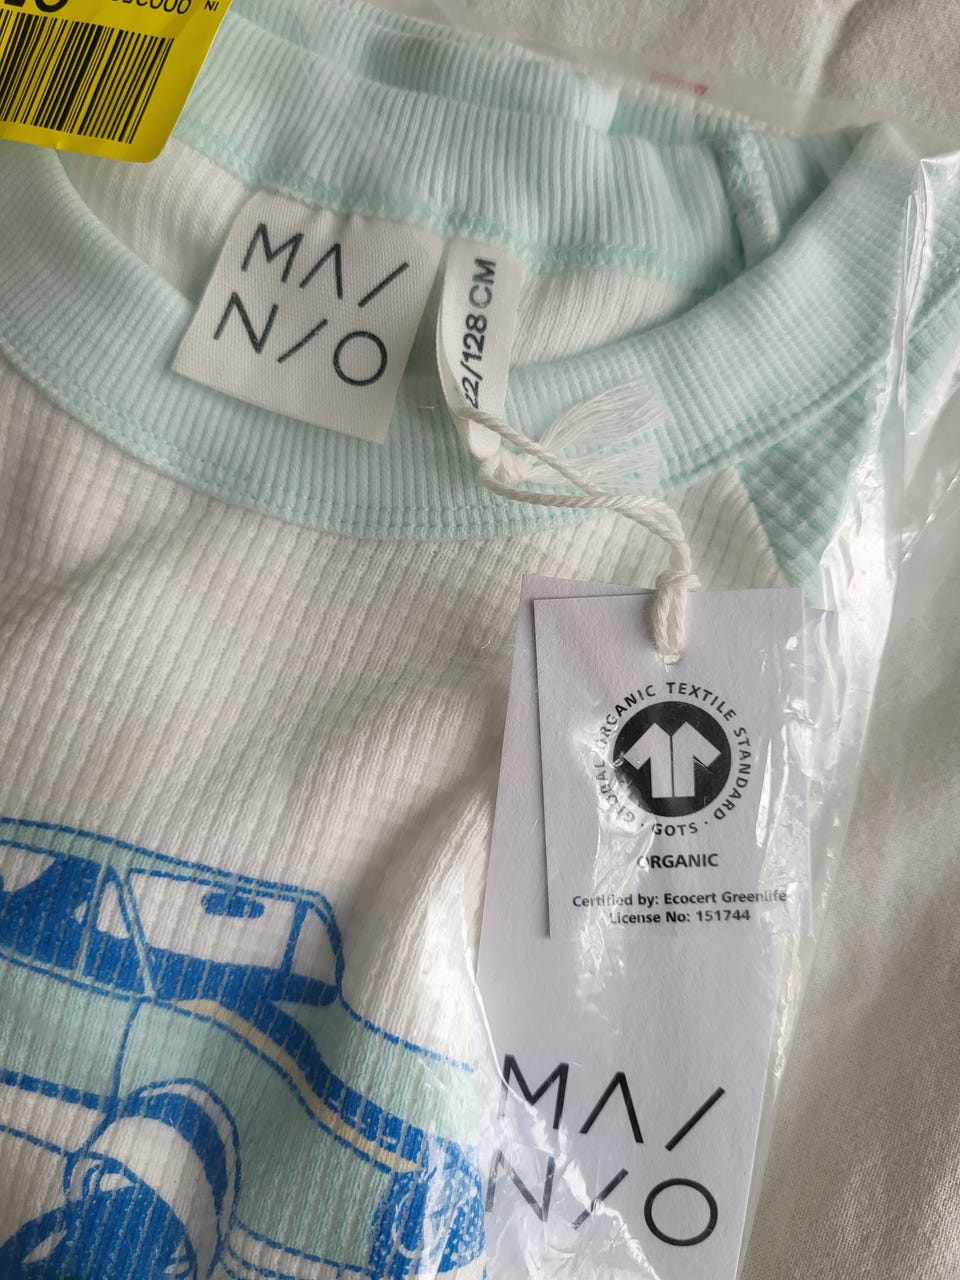 MA/
N/O
22/128 CM
GLOBAL ORGANIC TEXTILE STANDARD
· GOTS ·
ORGANIC
Certified by: Ecocert Greenlife
License No: 151744
MA/
N/O